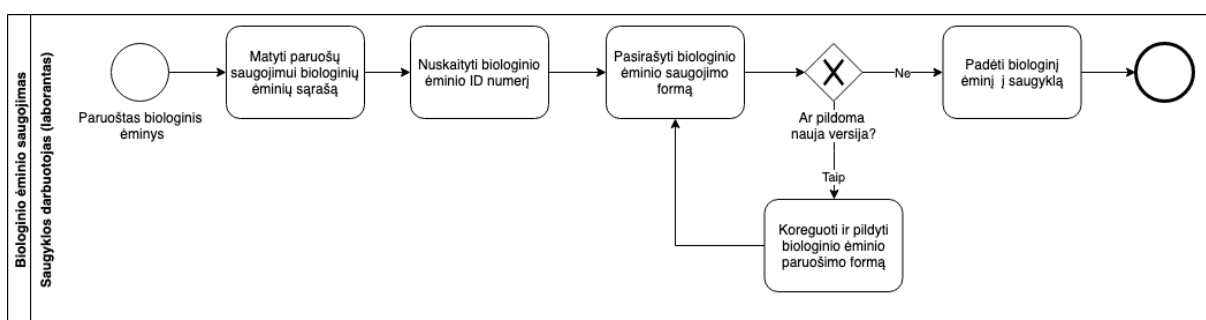 Biologinio ėminio saugojimas
Saugyklos darbuotojas (laborantas)
Paruoštas biologinis
ėminys
Matyti paruošų
saugojimui biologinių
ėminių sąrašą
Nuskaityti biologinio
ėminio ID numerį
Pasirašyti biologinio
ėminio saugojimo
formą
Ar pildoma
nauja versija?
Ne
Taip
Padėti biologinį
ėminį į saugyklą
Koreguoti ir pildyti
biologinio ėminio
paruošimo formą